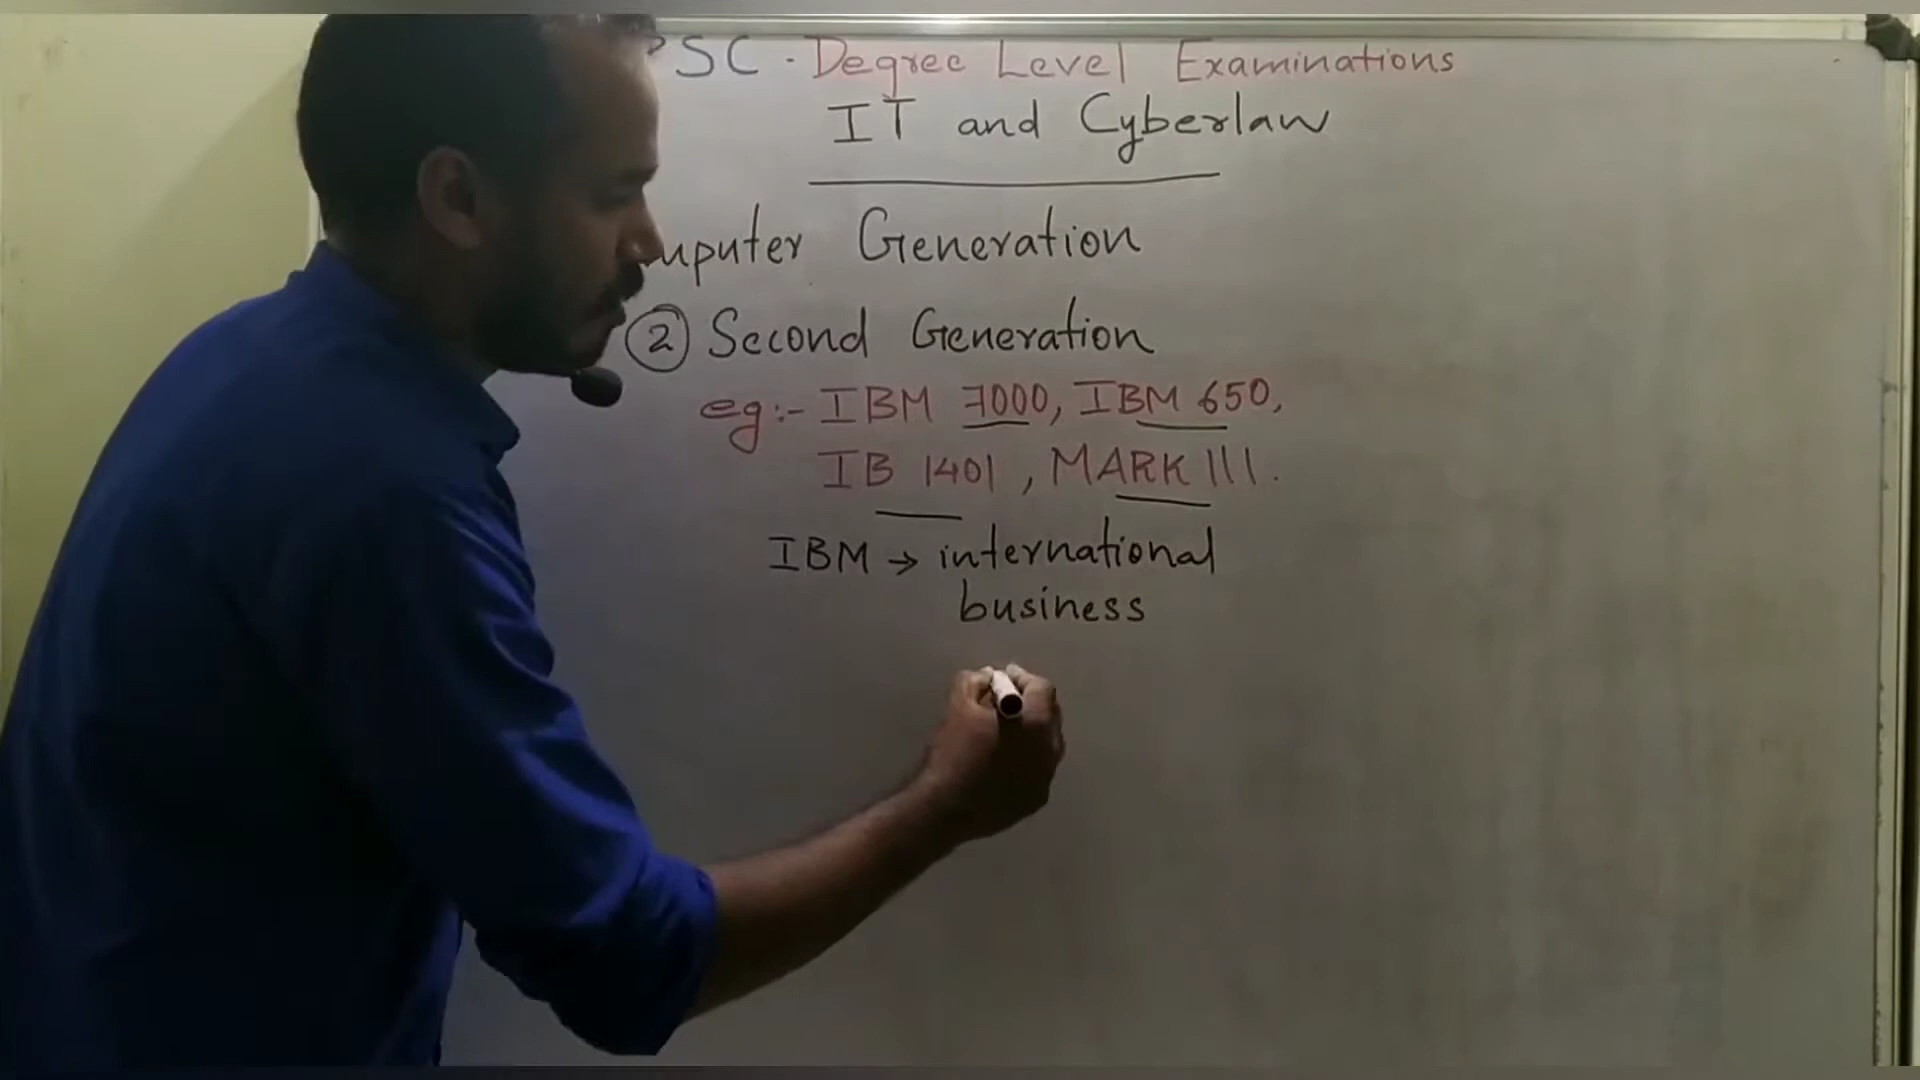 PSC - Degree Level Examinations
IT and Cyberlaw
mputer Generation
② Second Generation
eg:- IBM 7000, IBM 650,
IB 1401, MARK III.
IBM → international
business